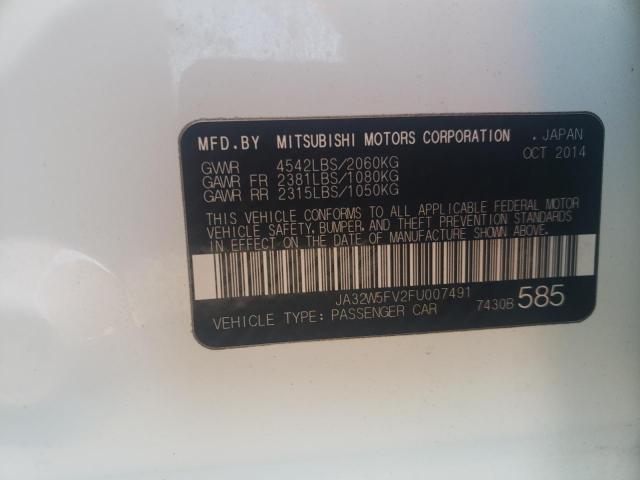 MFD.BY MITSUBISHI MOTORS CORPORATION . JAPAN
OCT 2014
GVWR 4542LBS/2060KG
GAWR FR 2381LBS/1080KG
GAWR RR 2315LBS/1050KG
THIS VEHICLE CONFORMS TO ALL APPLICABLE FEDERAL MOTOR
VEHICLE SAFETY, BUMPER, AND THEFT PREVENTION STANDARDS
IN EFFECT ON THE DATE OF MANUFACTURE SHOWN ABOVE.
JA32W5FV2FU007491
VEHICLE TYPE: PASSENGER CAR 7430B 585